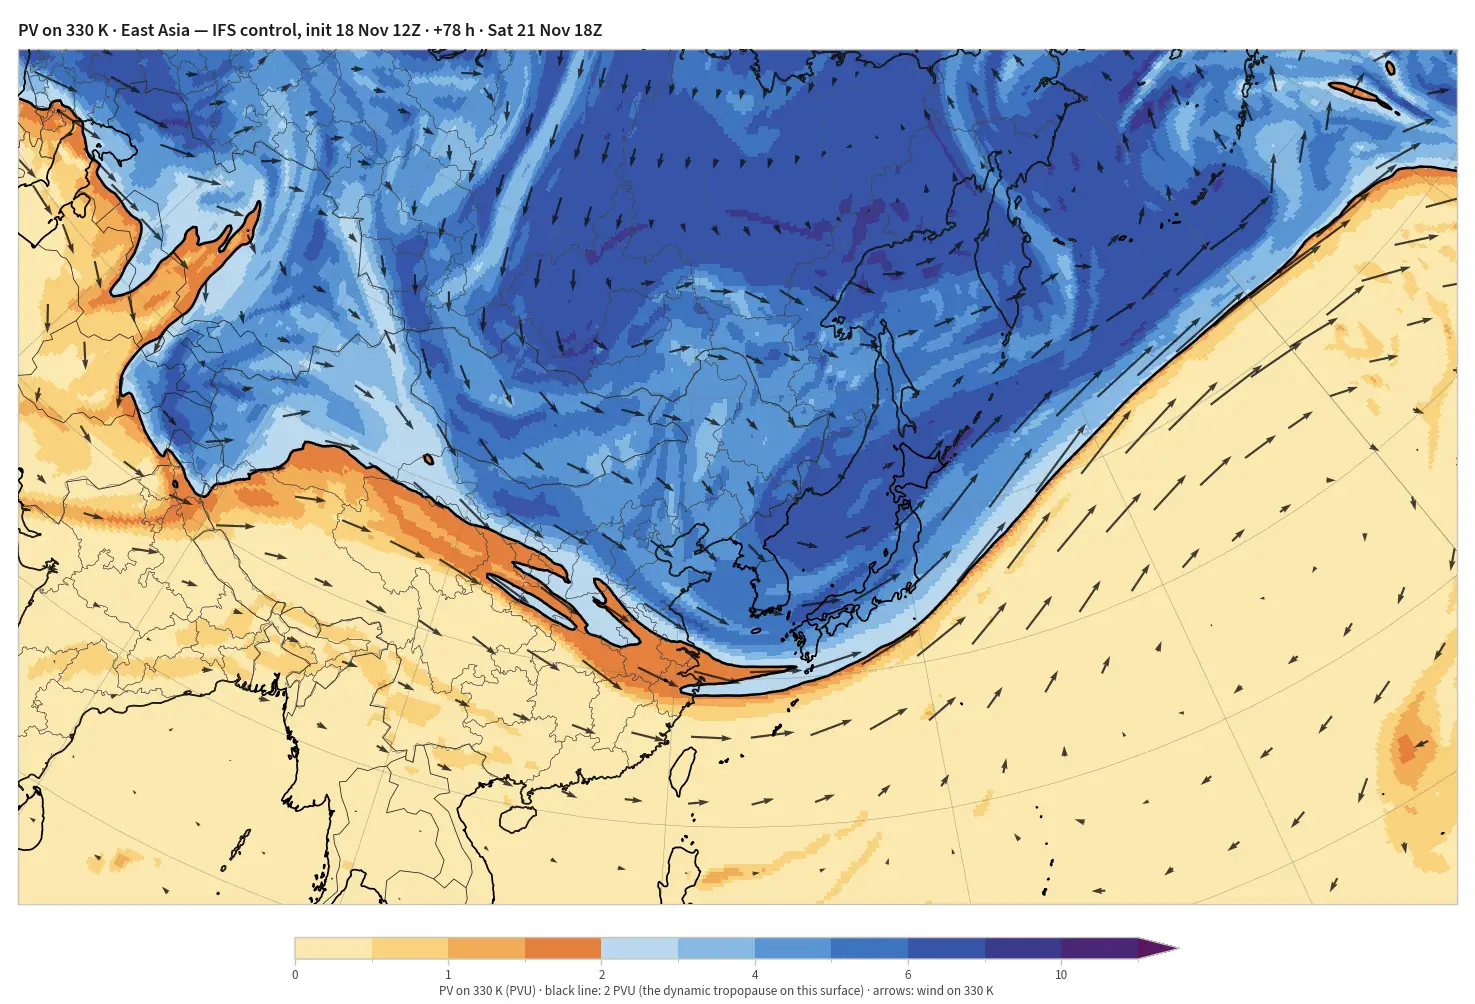 PV on 330 K · East Asia — IFS control, init 18 Nov 12Z · +78 h · Sat 21 Nov 18Z
0 1 2 4 6 10
PV on 330 K (PVU) · black line: 2 PVU (the dynamic tropopause on this surface) · arrows: wind on 330 K